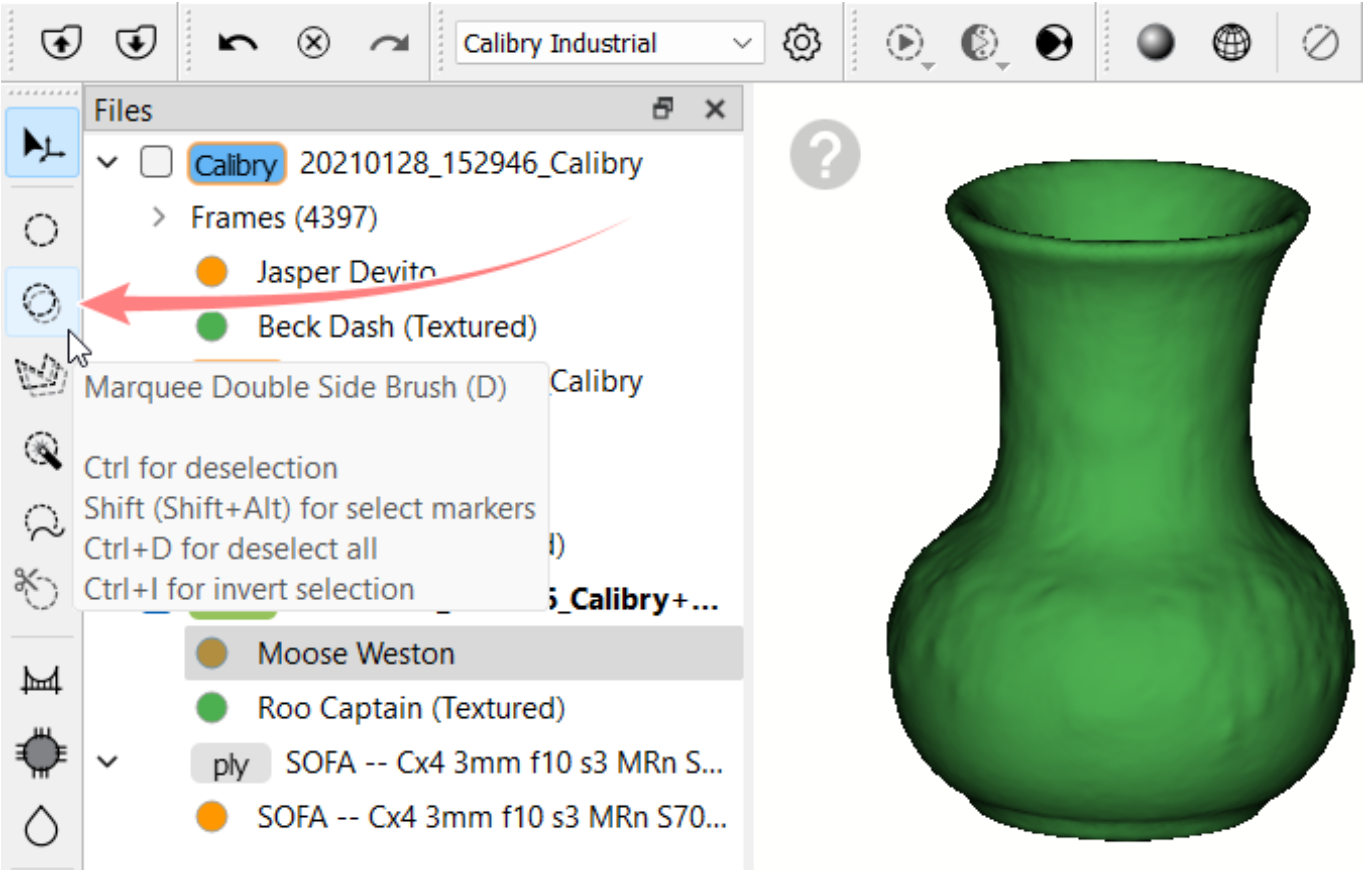 Calibry Industrial
Files
Calibry 20210128_152946_Calibry
Frames (4397)
Jasper Devito
Beck Dash (Textured)
_Calibry
Marquee Double Side Brush (D)
Ctrl for deselection
Shift (Shift+Alt) for select markers
Ctrl+D for deselect all
Ctrl+I for invert selection
_Calibry+...
Moose Weston
Roo Captain (Textured)
ply SOFA -- Cx4 3mm f10 s3 MRn S...
SOFA -- Cx4 3mm f10 s3 MRn S70...
?